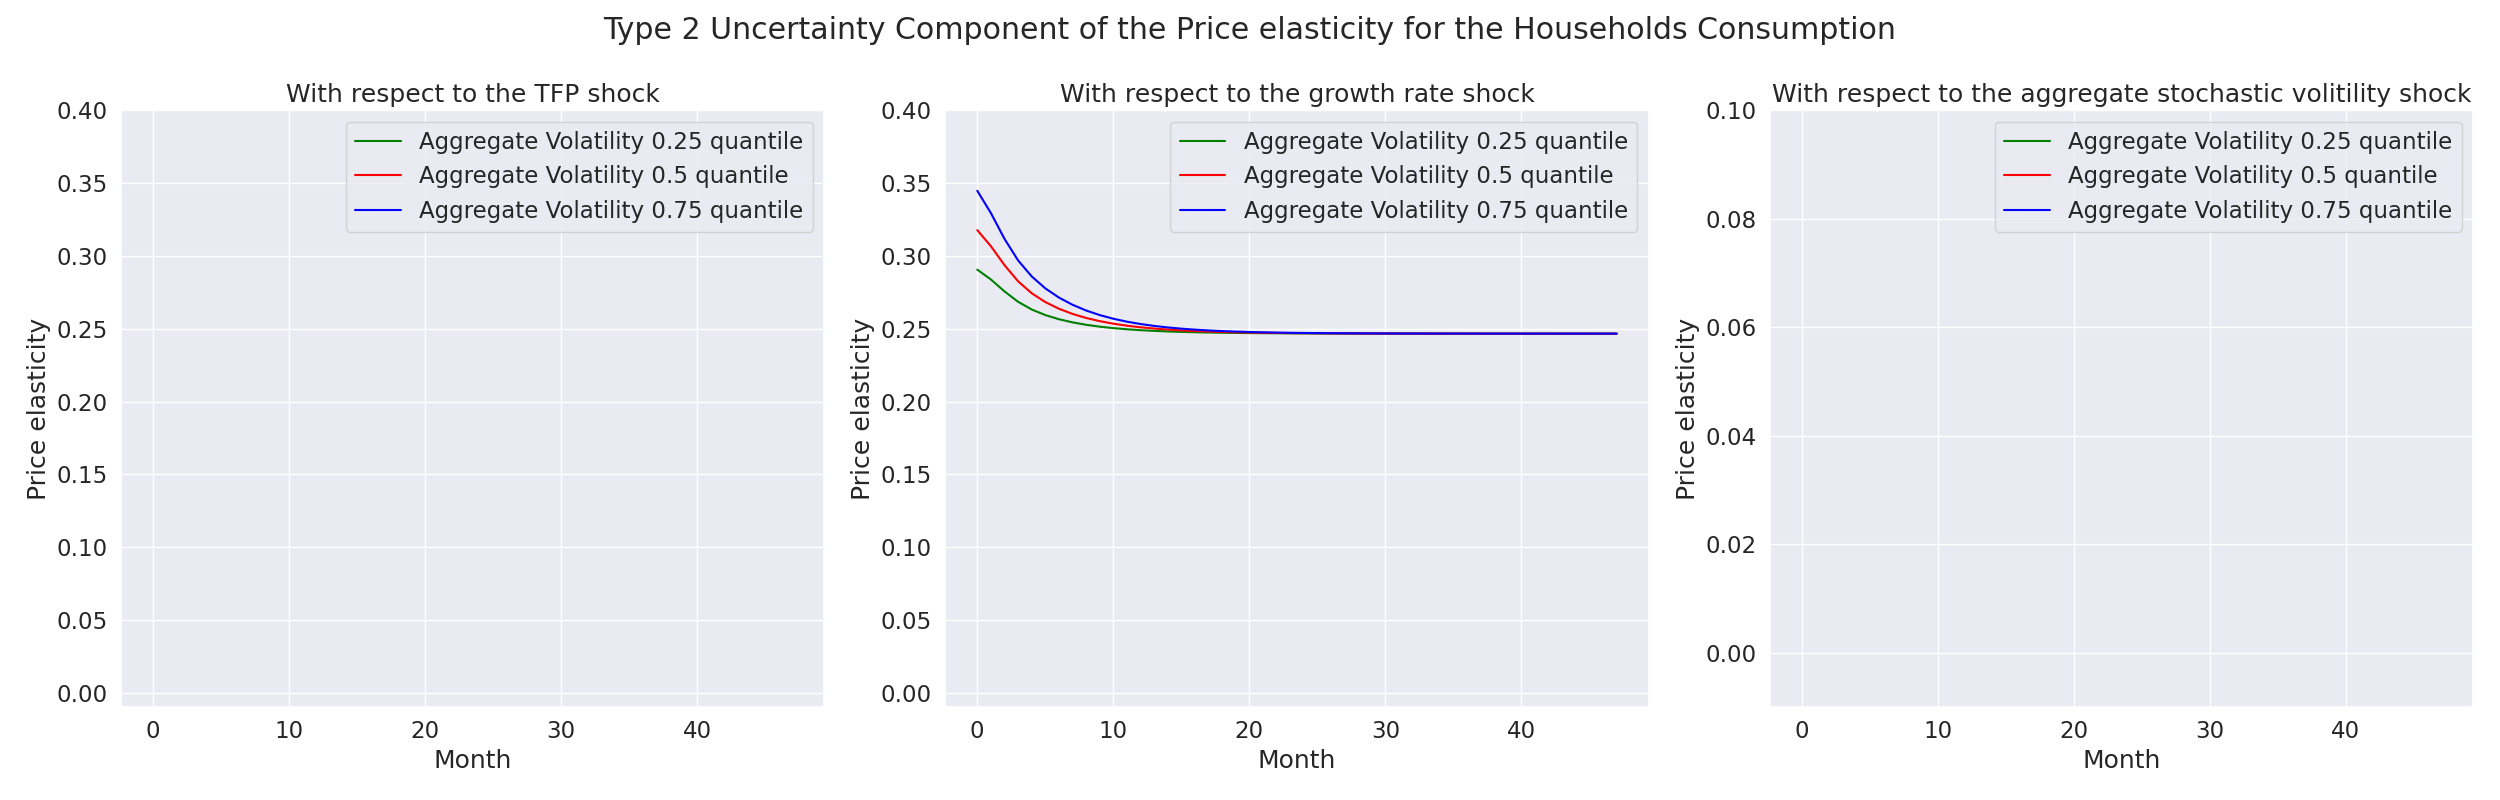 Type 2 Uncertainty Component of the Price elasticity for the Households Consumption
With respect to the TFP shock
0.40
0.35
0.30
0.25
0.20
0.15
0.10
0.05
0.00
Price elasticity
Aggregate Volatility 0.25 quantile
Aggregate Volatility 0.5 quantile
Aggregate Volatility 0.75 quantile
0 10 20 30 40
Month
With respect to the growth rate shock
0.40
0.35
0.30
0.25
0.20
0.15
0.10
0.05
0.00
Price elasticity
Aggregate Volatility 0.25 quantile
Aggregate Volatility 0.5 quantile
Aggregate Volatility 0.75 quantile
0 10 20 30 40
Month
With respect to the aggregate stochastic volitility shock
0.10
0.08
0.06
0.04
0.02
0.00
Price elasticity
Aggregate Volatility 0.25 quantile
Aggregate Volatility 0.5 quantile
Aggregate Volatility 0.75 quantile
0 10 20 30 40
Month